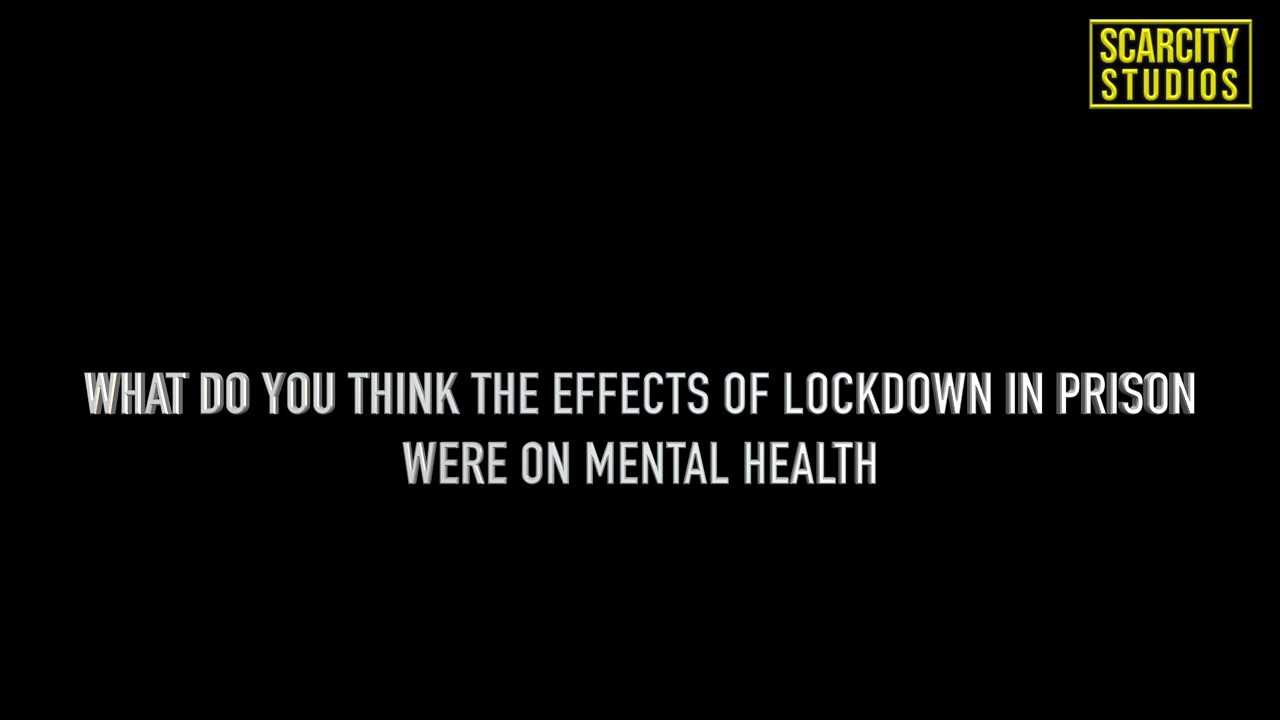 SCARCITY
STUDIOS
WHAT DO YOU THINK THE EFFECTS OF LOCKDOWN IN PRISON
WERE ON MENTAL HEALTH